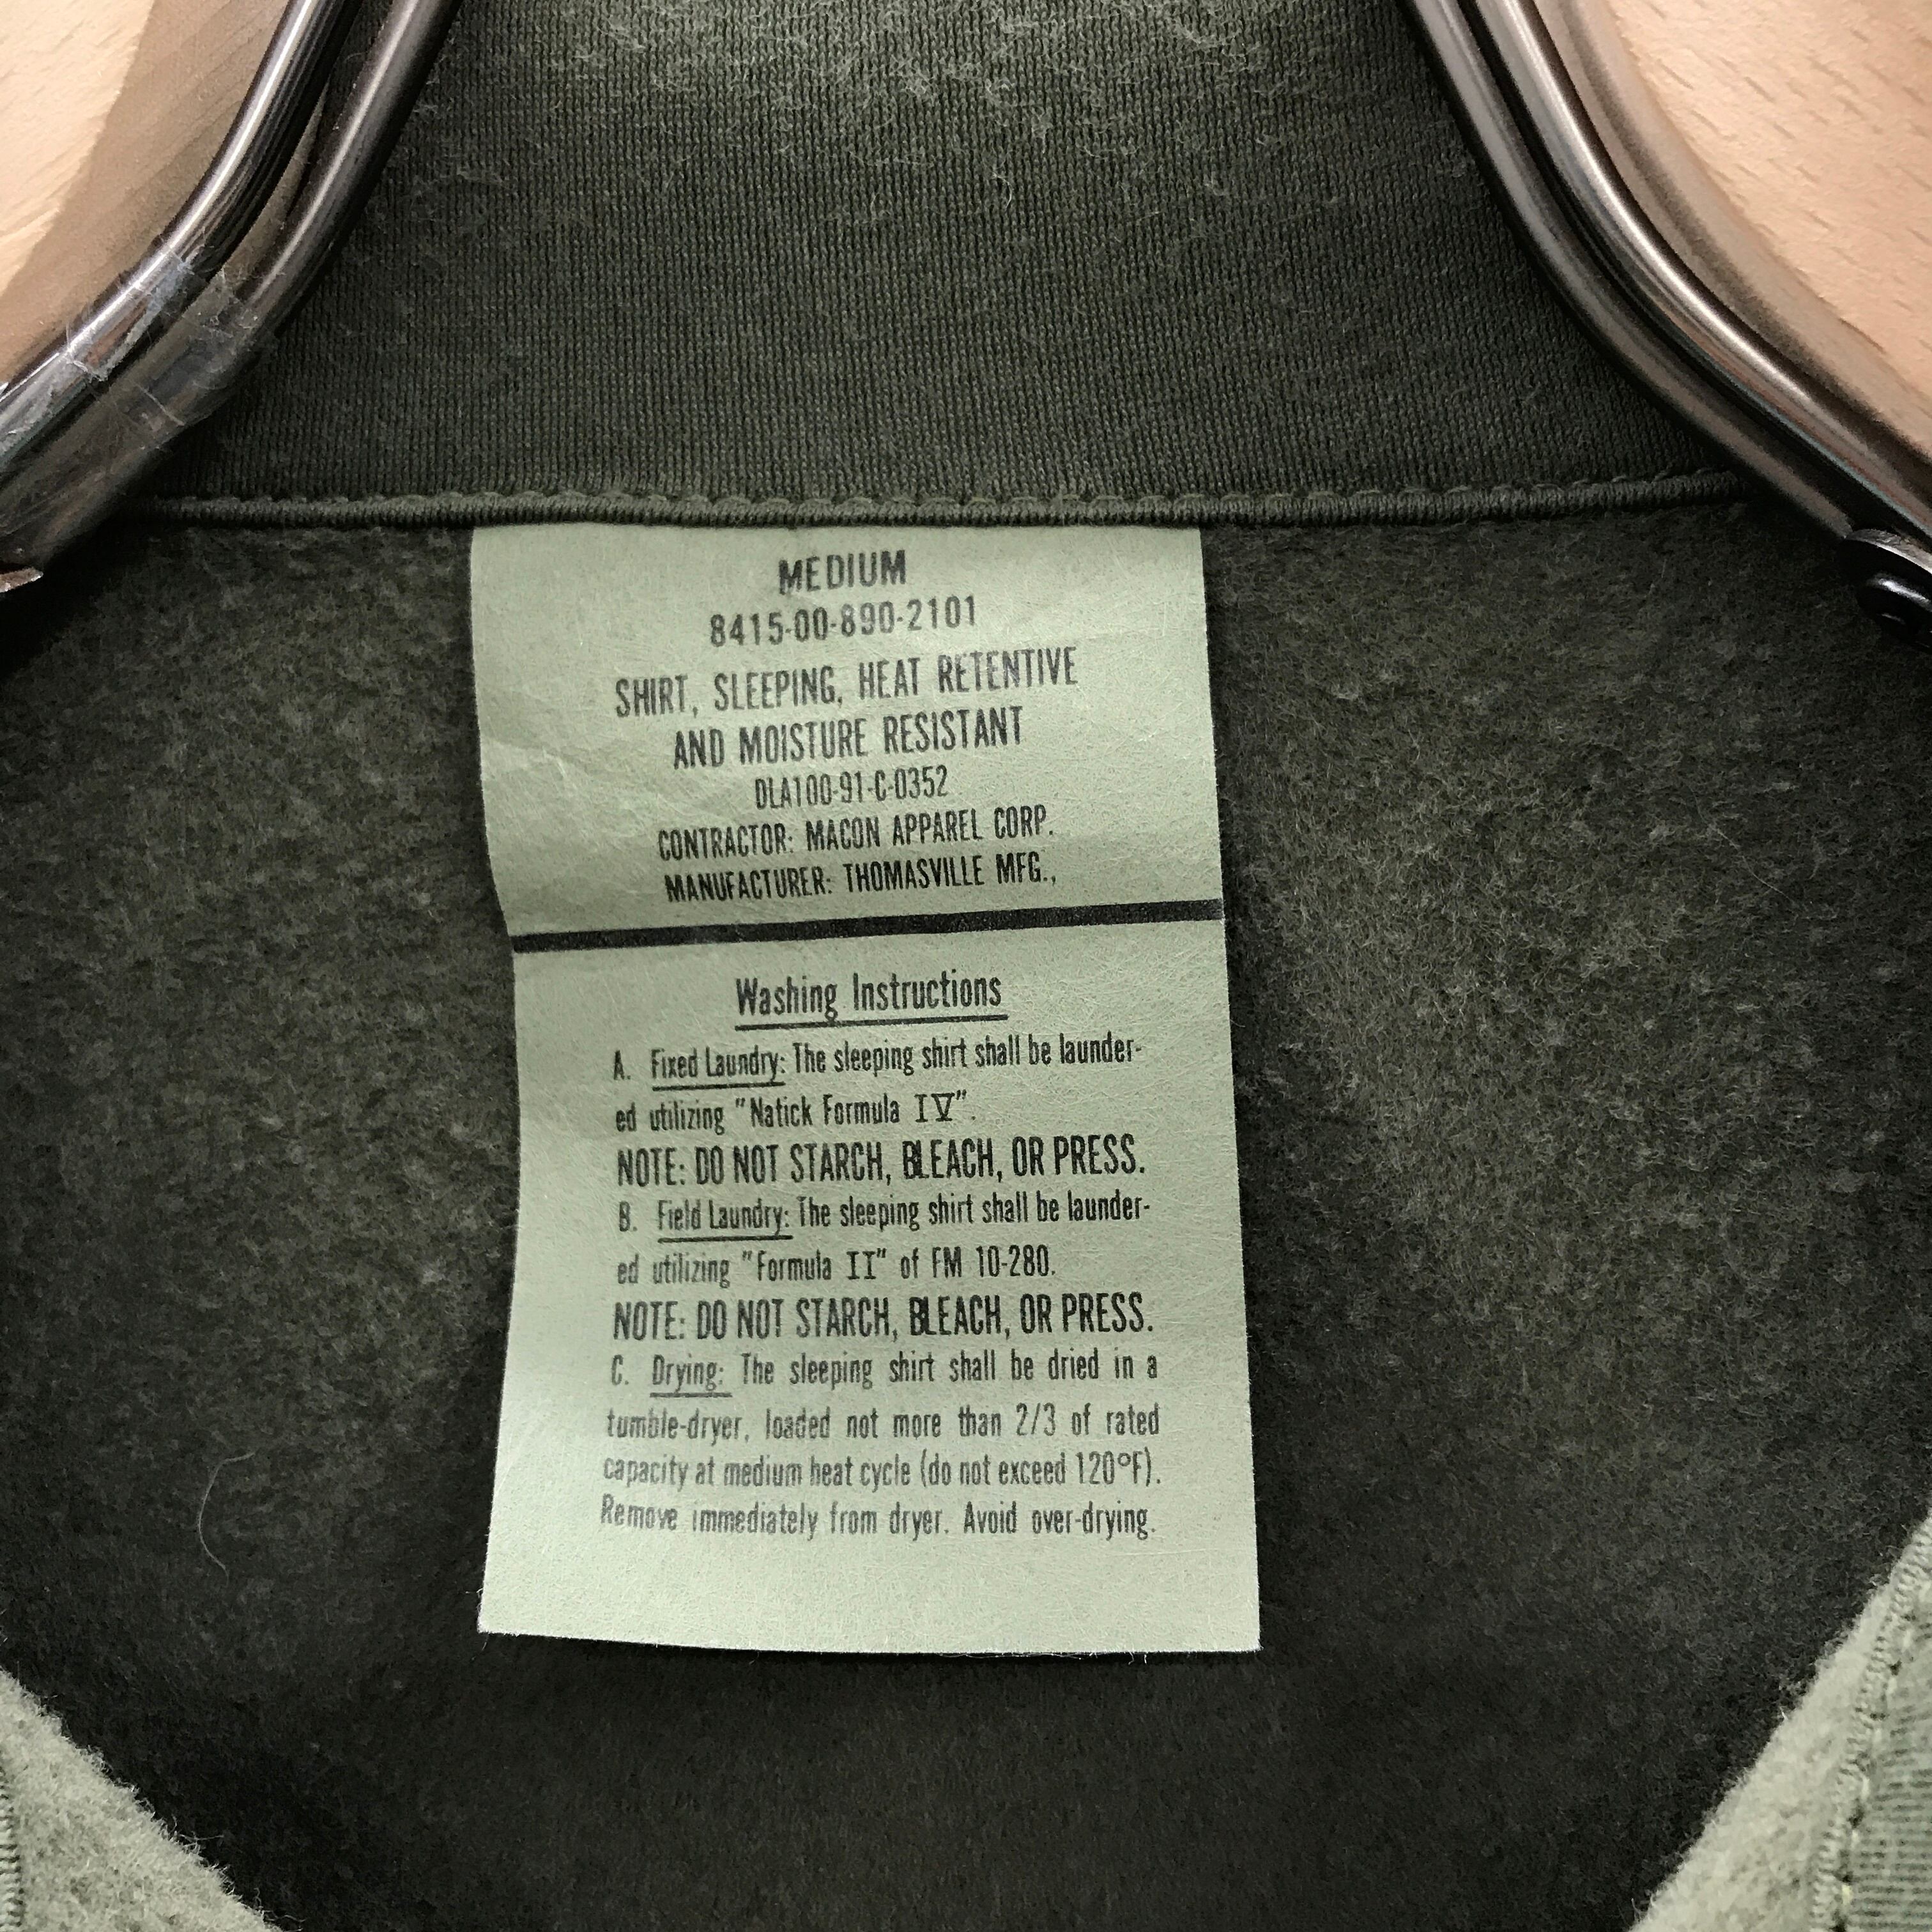 MEDIUM
8415-00-890-2101
SHIRT, SLEEPING, HEAT RETENTIVE
AND MOISTURE RESISTANT
DLA100-91-C-0352
CONTRACTOR: MACON APPAREL CORP.
MANUFACTURER: THOMASVILLE MFG.,
Washing Instructions
A. Fixed Laundry: The sleeping shirt shall be launder-
ed utilizing "Natick Formula IV".
NOTE: DO NOT STARCH, BLEACH, OR PRESS.
B. Field Laundry: The sleeping shirt shall be launder-
ed utilizing "Formula II" of FM 10-280.
NOTE: DO NOT STARCH, BLEACH, OR PRESS.
C. Drying: The sleeping shirt shall be dried in a
tumble-dryer, loaded not more than 2/3 of rated
capacity at medium heat cycle (do not exceed 120°F).
Remove immediately from dryer. Avoid over-drying.